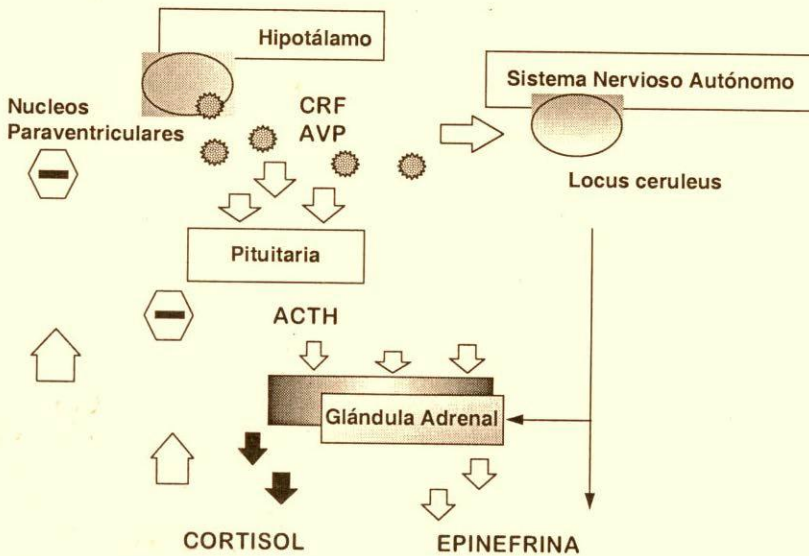 Hipotálamo
Sistema Nervioso Autónomo
Nucleos
Paraventriculares
CRF
AVP
Locus ceruleus
Pituitaria
ACTH
Glándula Adrenal
CORTISOL
EPINEFRINA